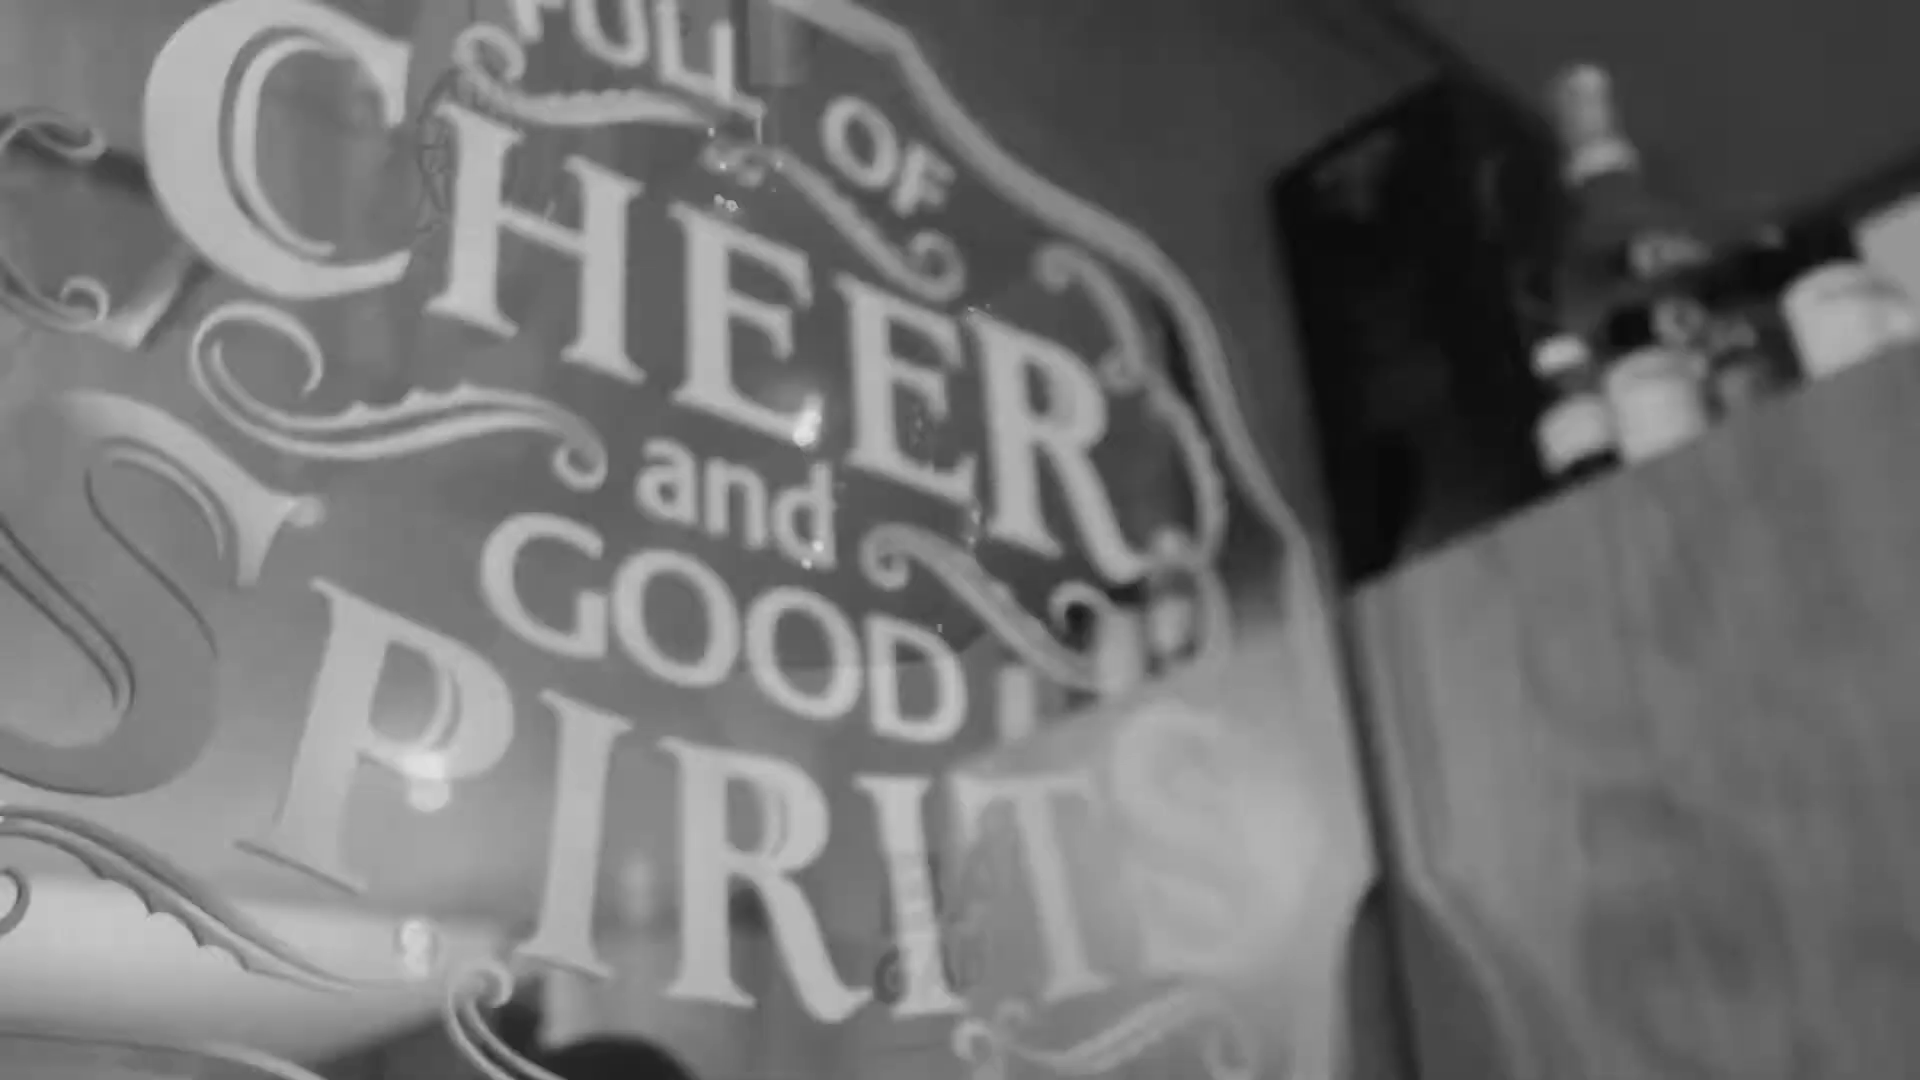 FULL
OF
CHEER
and
GOOD
SPIRITS
S